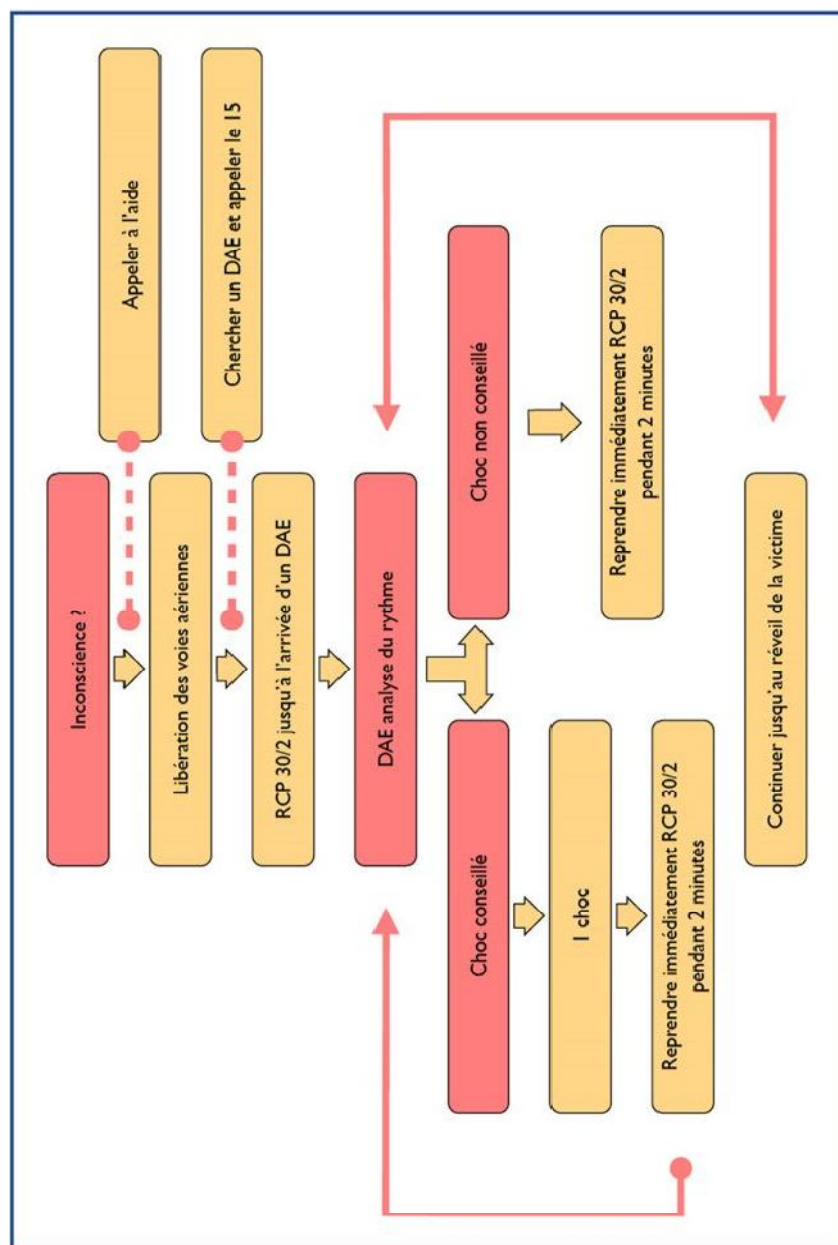 Inconscience ?
Appeler à l'aide
Libération des voies aériennes
Chercher un DAE et appeler le 15
RCP 30/2 jusqu'à l'arrivée d'un DAE
DAE analyse du rythme
Choc conseillé
Choc non conseillé
1 choc
Reprendre immédiatement RCP 30/2
pendant 2 minutes
Reprendre immédiatement RCP 30/2
pendant 2 minutes
Continuer jusqu'au réveil de la victime